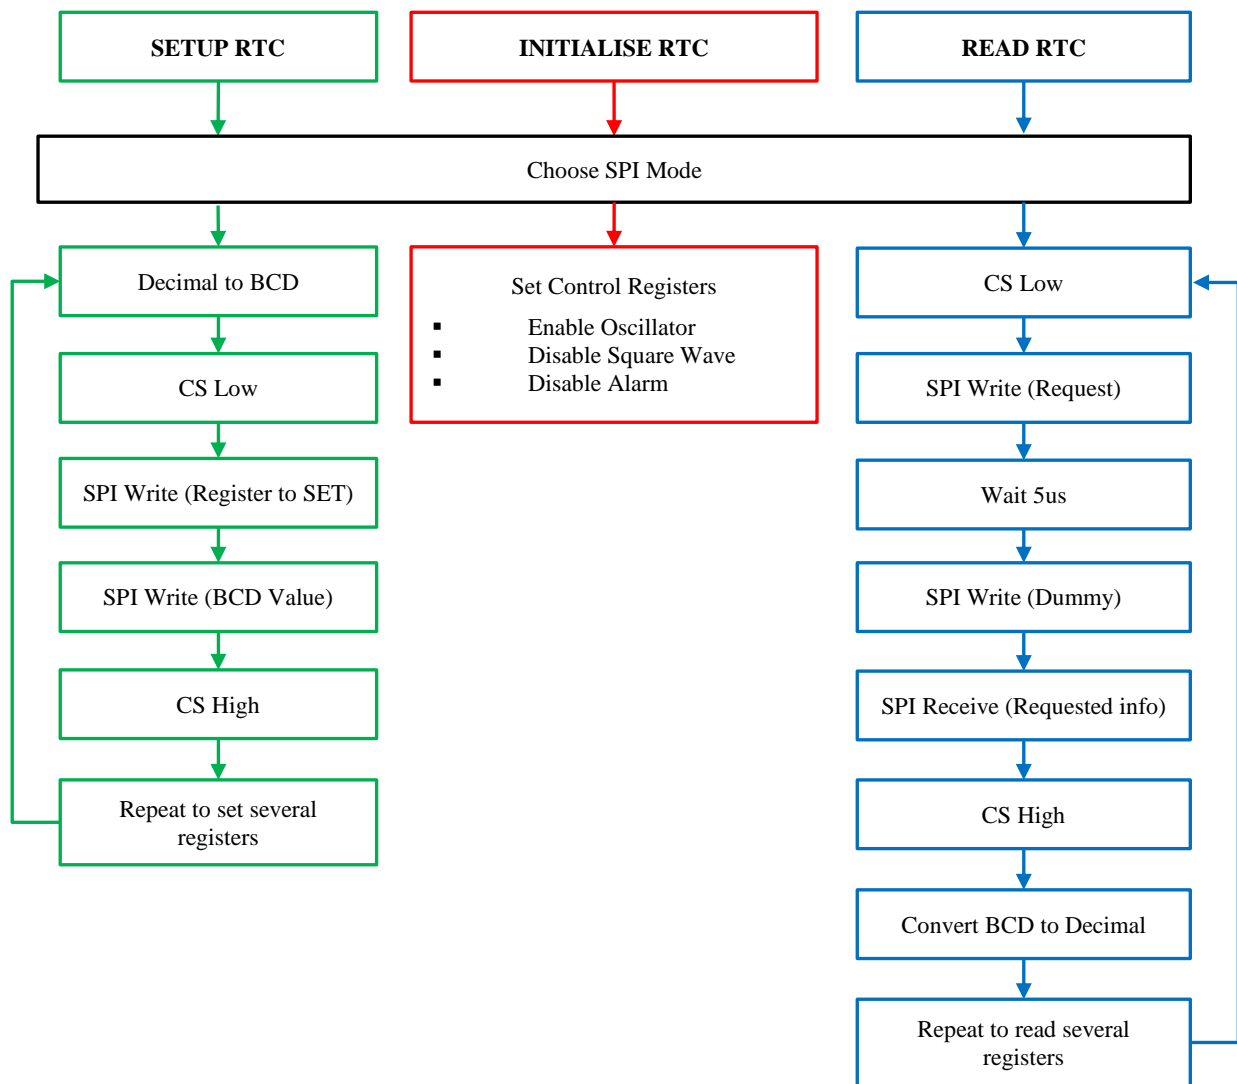 SETUP RTC
INITIALISE RTC
READ RTC
Choose SPI Mode
Decimal to BCD
CS Low
SPI Write (Register to SET)
SPI Write (BCD Value)
CS High
Repeat to set several
registers
Set Control Registers
▪ Enable Oscillator
▪ Disable Square Wave
▪ Disable Alarm
CS Low
SPI Write (Request)
Wait 5us
SPI Write (Dummy)
SPI Receive (Requested info)
CS High
Convert BCD to Decimal
Repeat to read several
registers